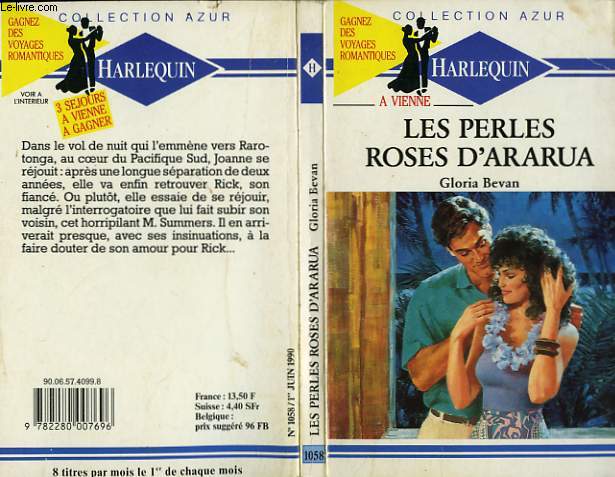 Le-livre.com
COLLECTION AZUR
GAGNEZ
DES
VOYAGES
ROMANTIQUES
HARLEQUIN
VOIR A
L'INTERIEUR
3 SEJOURS
A VIENNE
A GAGNER
Dans le vol de nuit qui l'emmène vers Raro-
tonga, au cœur du Pacifique Sud, Joanne se
réjouit : après une longue séparation de deux
années, elle va enfin retrouver Rick, son
fiancé. Ou plutôt, elle essaie de se réjouir,
malgré l'interrogatoire que lui fait subir son
voisin, cet horripilant M. Summers. Il en arri-
verait presque, avec ses insinuations, à la
faire douter de son amour pour Rick...
90.06.57.4099.8
9 782280 007696
France : 13,50 F
Suisse : 4,40 SFr
Belgique :
prix suggéré 96 FB
8 titres par mois le 1er de chaque mois
H
Gloria Bevan
LES PERLES ROSES D'ARARUA
N° 1058/1er JUIN 1990
1058
COLLECTION AZUR
GAGNEZ
DES
VOYAGES
ROMANTIQUES
HARLEQUIN
A VIENNE
LES PERLES
ROSES D'ARARUA
Gloria Bevan